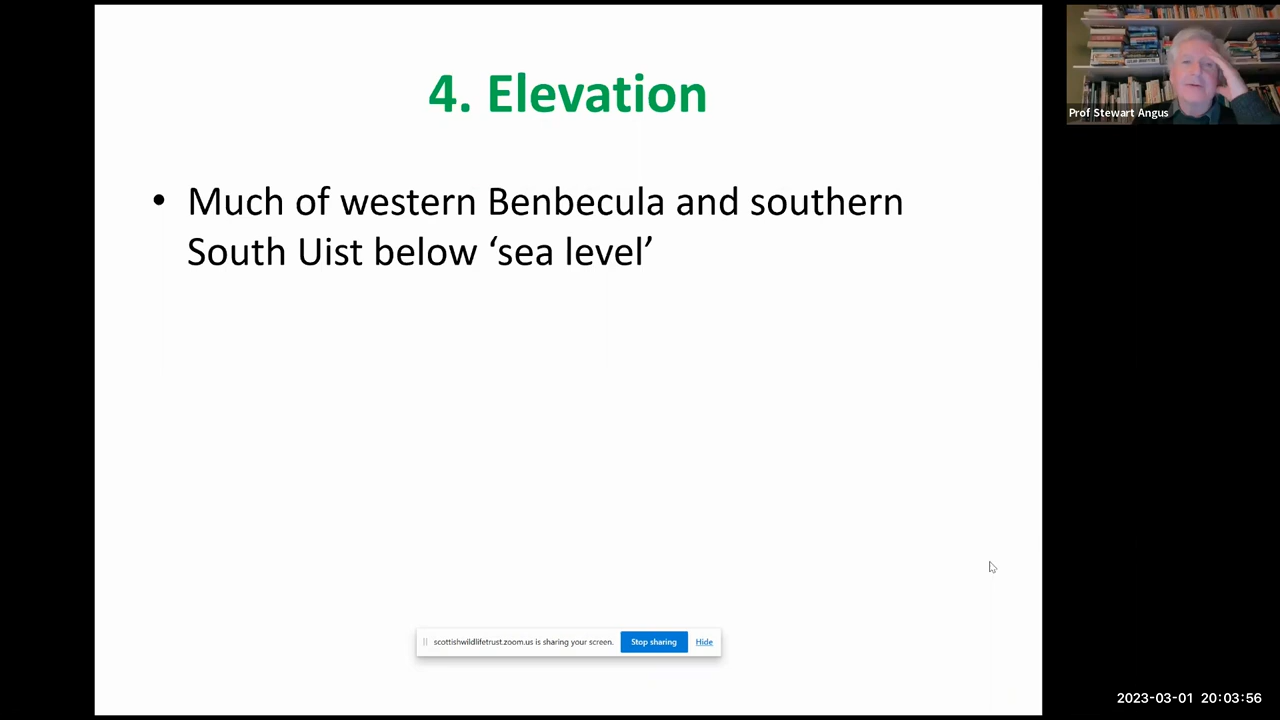 4. Elevation
• Much of western Benbecula and southern
South Uist below ‘sea level’
Prof Stewart Angus
scottishwildlifetrust.zoom.us is sharing your screen.
Stop sharing
Hide
2023-03-01 20:03:56